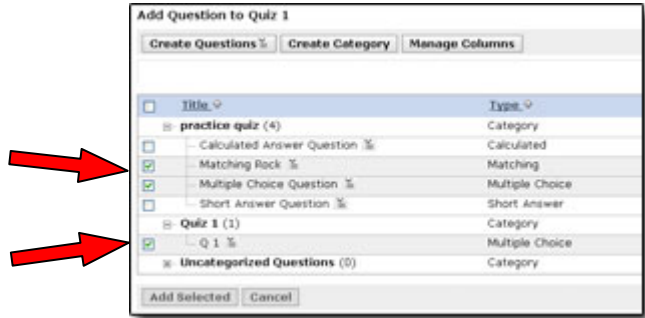 Add Question to Quiz 1
Create Questions Create Category Manage Columns
Title Type
practice quiz (4) Category
Calculated Answer Question Calculated
Matching Rock Matching
Multiple Choice Question Multiple Choice
Short Answer Question Short Answer
Quiz 1 (1) Category
Q 1 Multiple Choice
Uncategorized Questions (0) Category
Add Selected Cancel